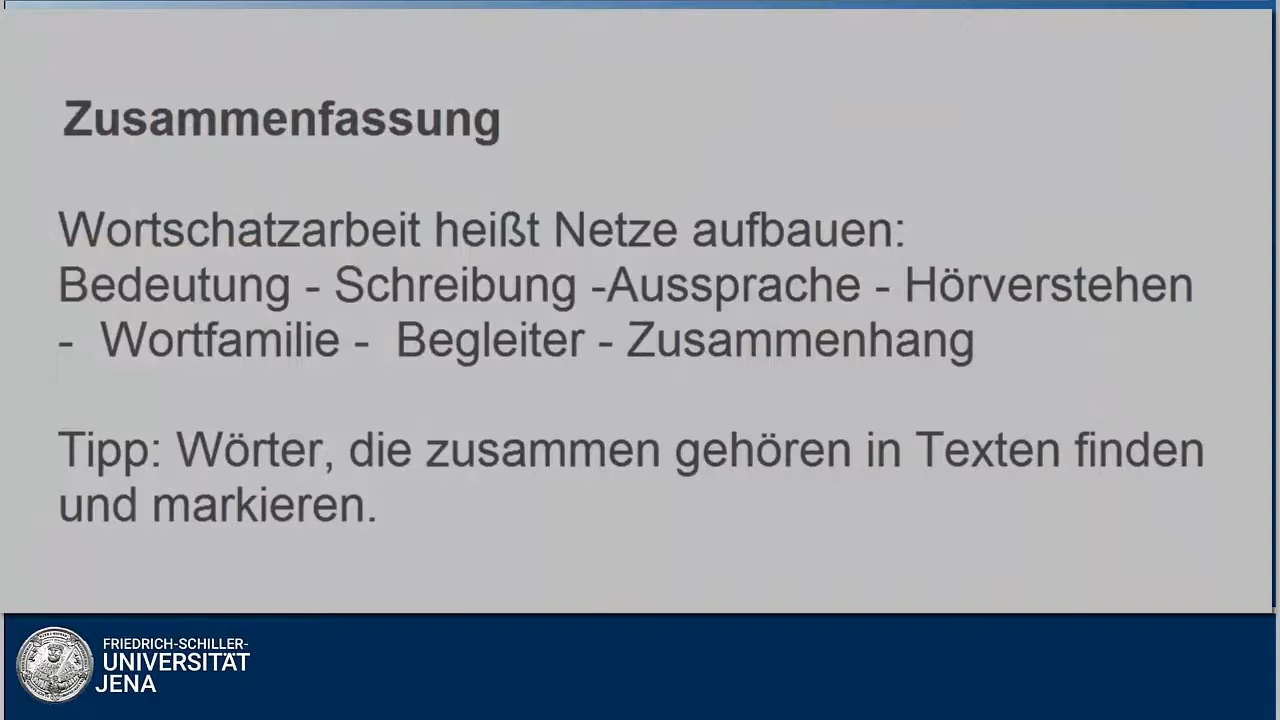 Zusammenfassung
Wortschatzarbeit heißt Netze aufbauen:
Bedeutung - Schreibung -Aussprache - Hörverstehen
- Wortfamilie - Begleiter - Zusammenhang
Tipp: Wörter, die zusammen gehören in Texten finden
und markieren.
FRIEDRICH-SCHILLER-
UNIVERSITÄT
JENA